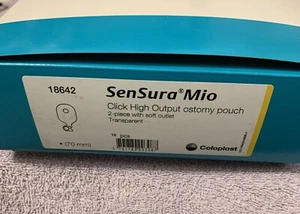 18642
SenSura® Mio
Click High Output ostomy pouch
2-piece with soft outlet
Transparent
10 pcs
(70 mm)
Coloplast